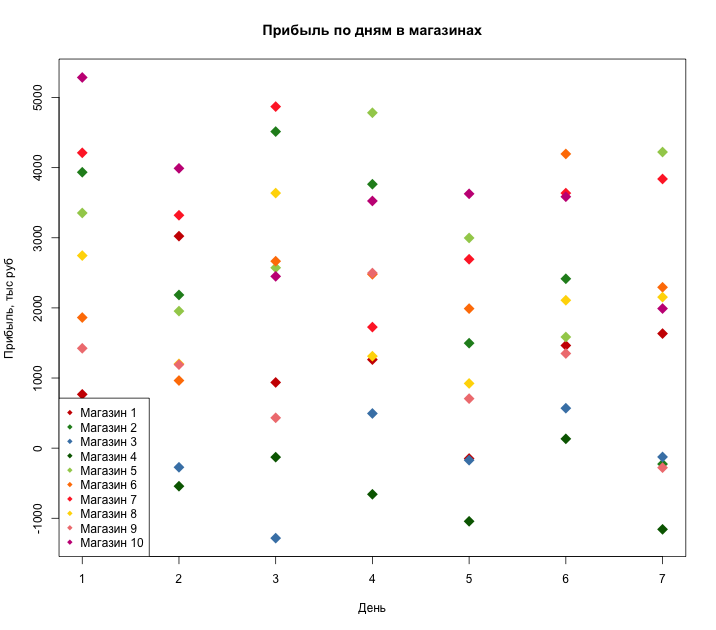 Прибыль по дням в магазинах
Прибыль, тыс руб
5000
4000
3000
2000
1000
0
-1000
Магазин 1
Магазин 2
Магазин 3
Магазин 4
Магазин 5
Магазин 6
Магазин 7
Магазин 8
Магазин 9
Магазин 10
1 2 3 4 5 6 7
День